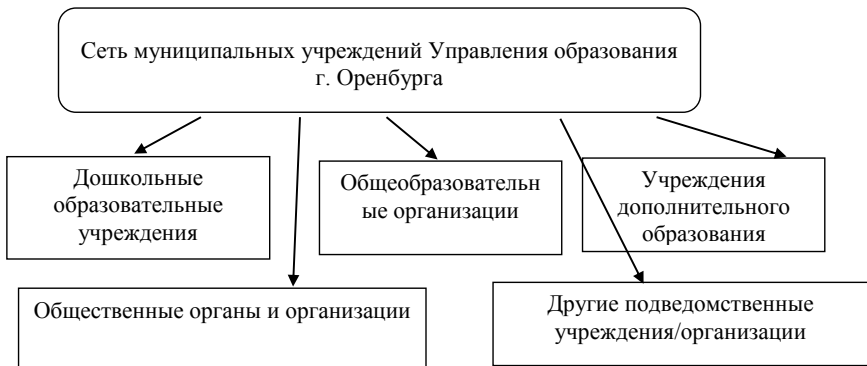 Сеть муниципальных учреждений Управления образования
г. Оренбурга
Дошкольные
образовательные
учреждения
Общеобразовательн
ые организации
Учреждения
дополнительного
образования
Общественные органы и организации
Другие подведомственные
учреждения/организации